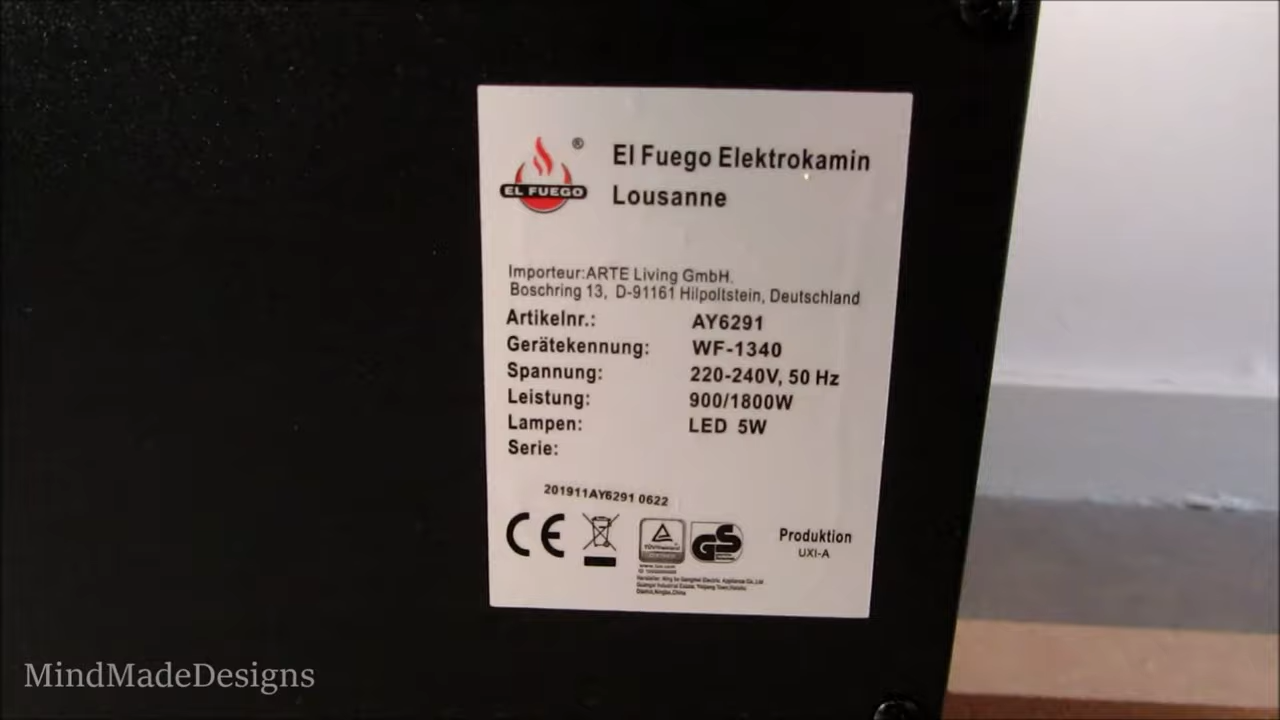 El Fuego Elektrokamin
Lousanne
®
EL FUEGO
Importeur:ARTE Living GmbH.
Boschring 13, D-91161 Hilpoltstein, Deutschland
Artikelnr.: AY6291
Gerätekennung: WF-1340
Spannung: 220-240V, 50 Hz
Leistung: 900/1800W
Lampen: LED 5W
Serie:
201911AY6291 0622
CE
GS
Produktion
UXI-A
MindMadeDesigns